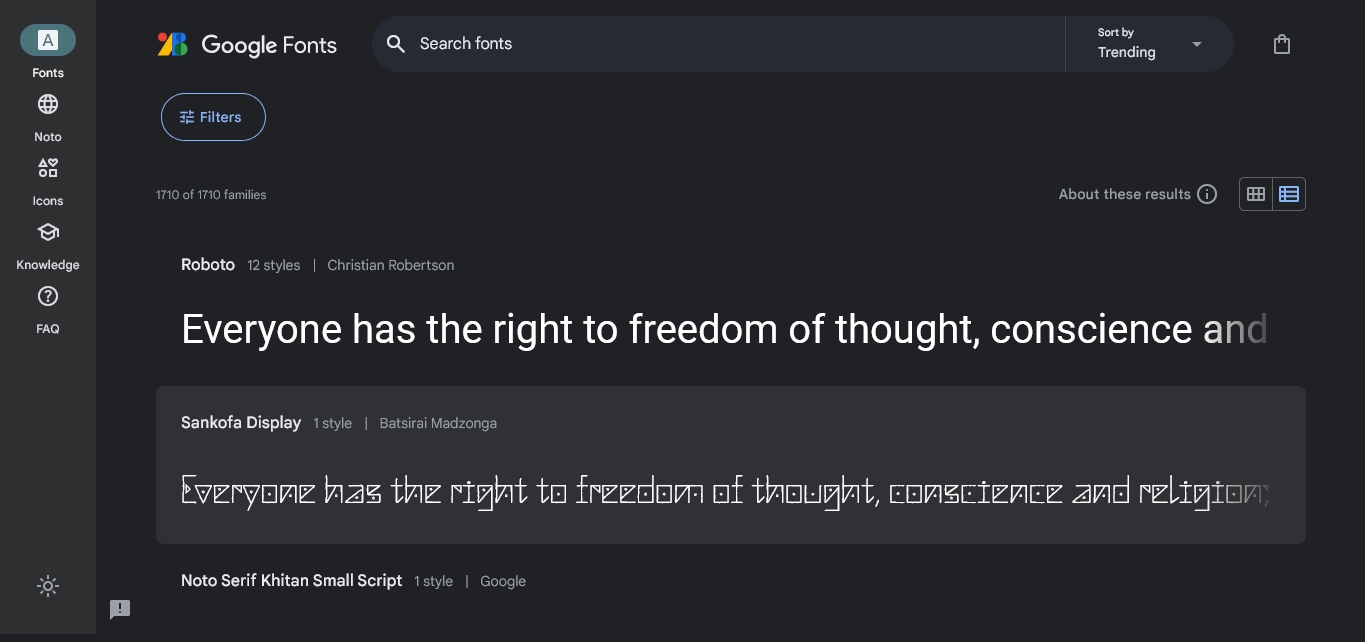 A
Fonts
Noto
Icons
Knowledge
FAQ
Google Fonts
Search fonts
Sort by
Trending
Filters
1710 of 1710 families
About these results
Roboto 12 styles | Christian Robertson
Everyone has the right to freedom of thought, conscience and
Sankofa Display 1 style | Batsirai Madzonga
Everyone has the right to freedom of thought, conscience and religion;
Noto Serif Khitan Small Script 1 style | Google